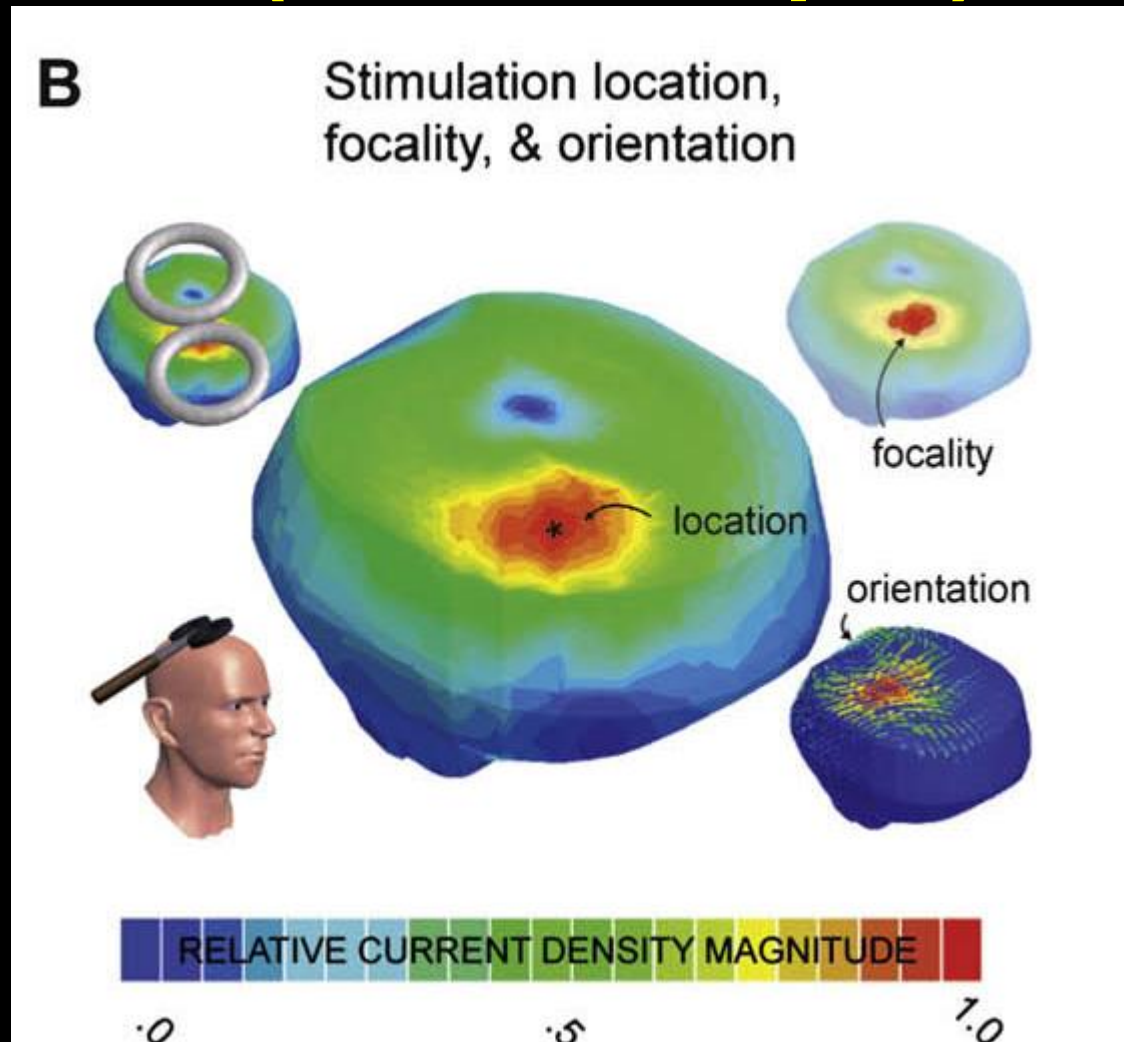 B
Stimulation location,
focality, & orientation
focality
location
*
orientation
RELATIVE CURRENT DENSITY MAGNITUDE
.0 .5 1.0